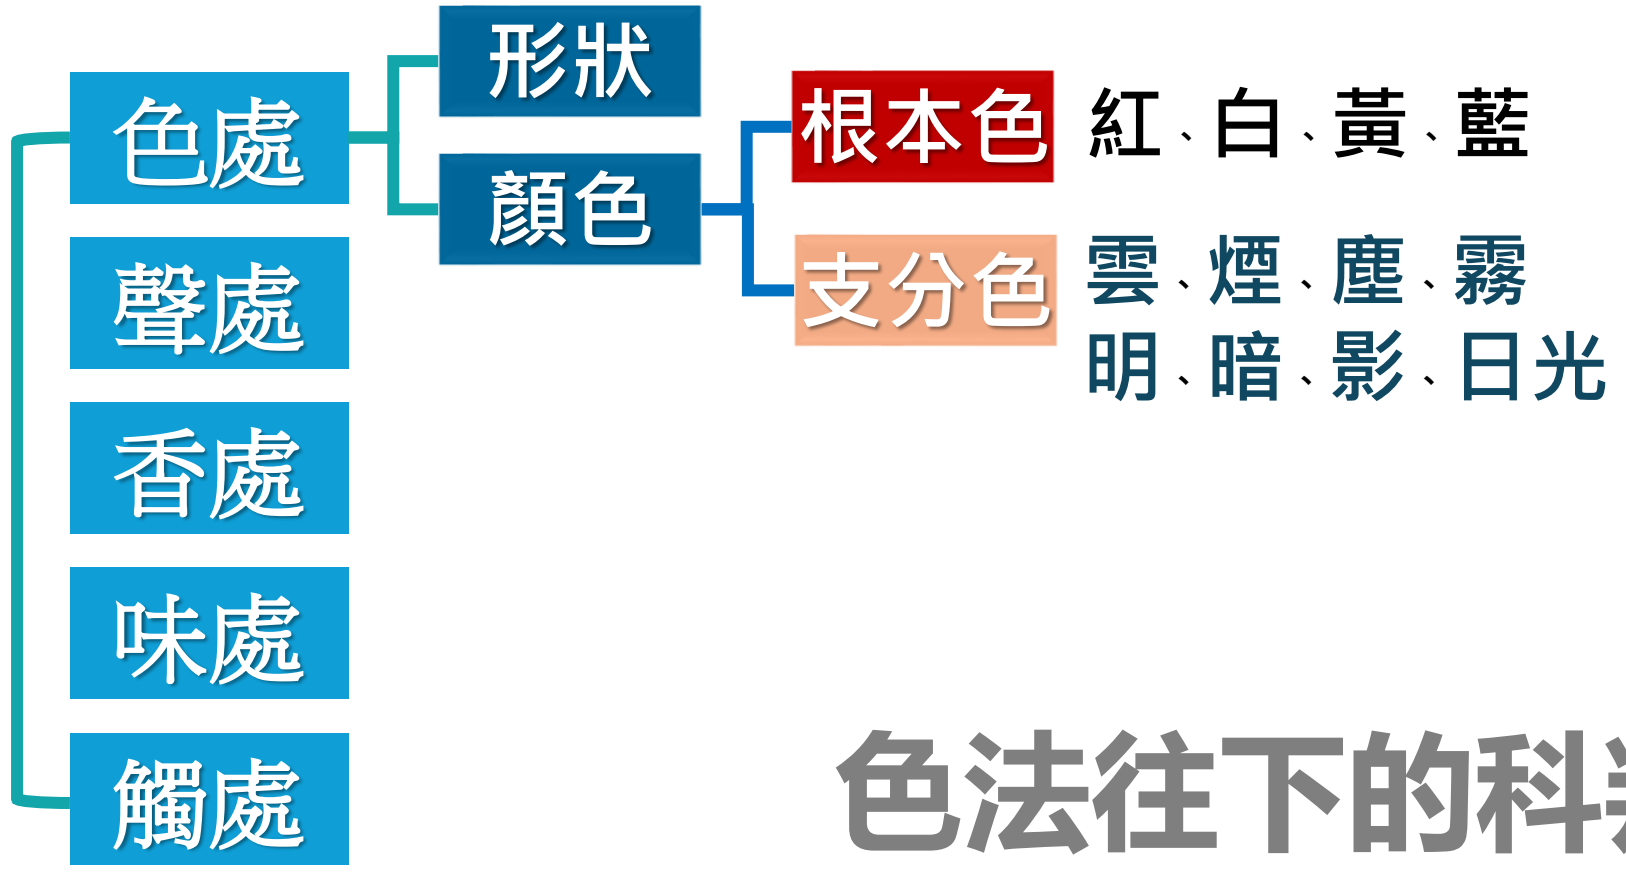 色處
聲處
香處
味處
觸處
形狀
顏色
根本色
紅、白、黃、藍
支分色
雲、煙、塵、霧
明、暗、影、日光
色法往下的科